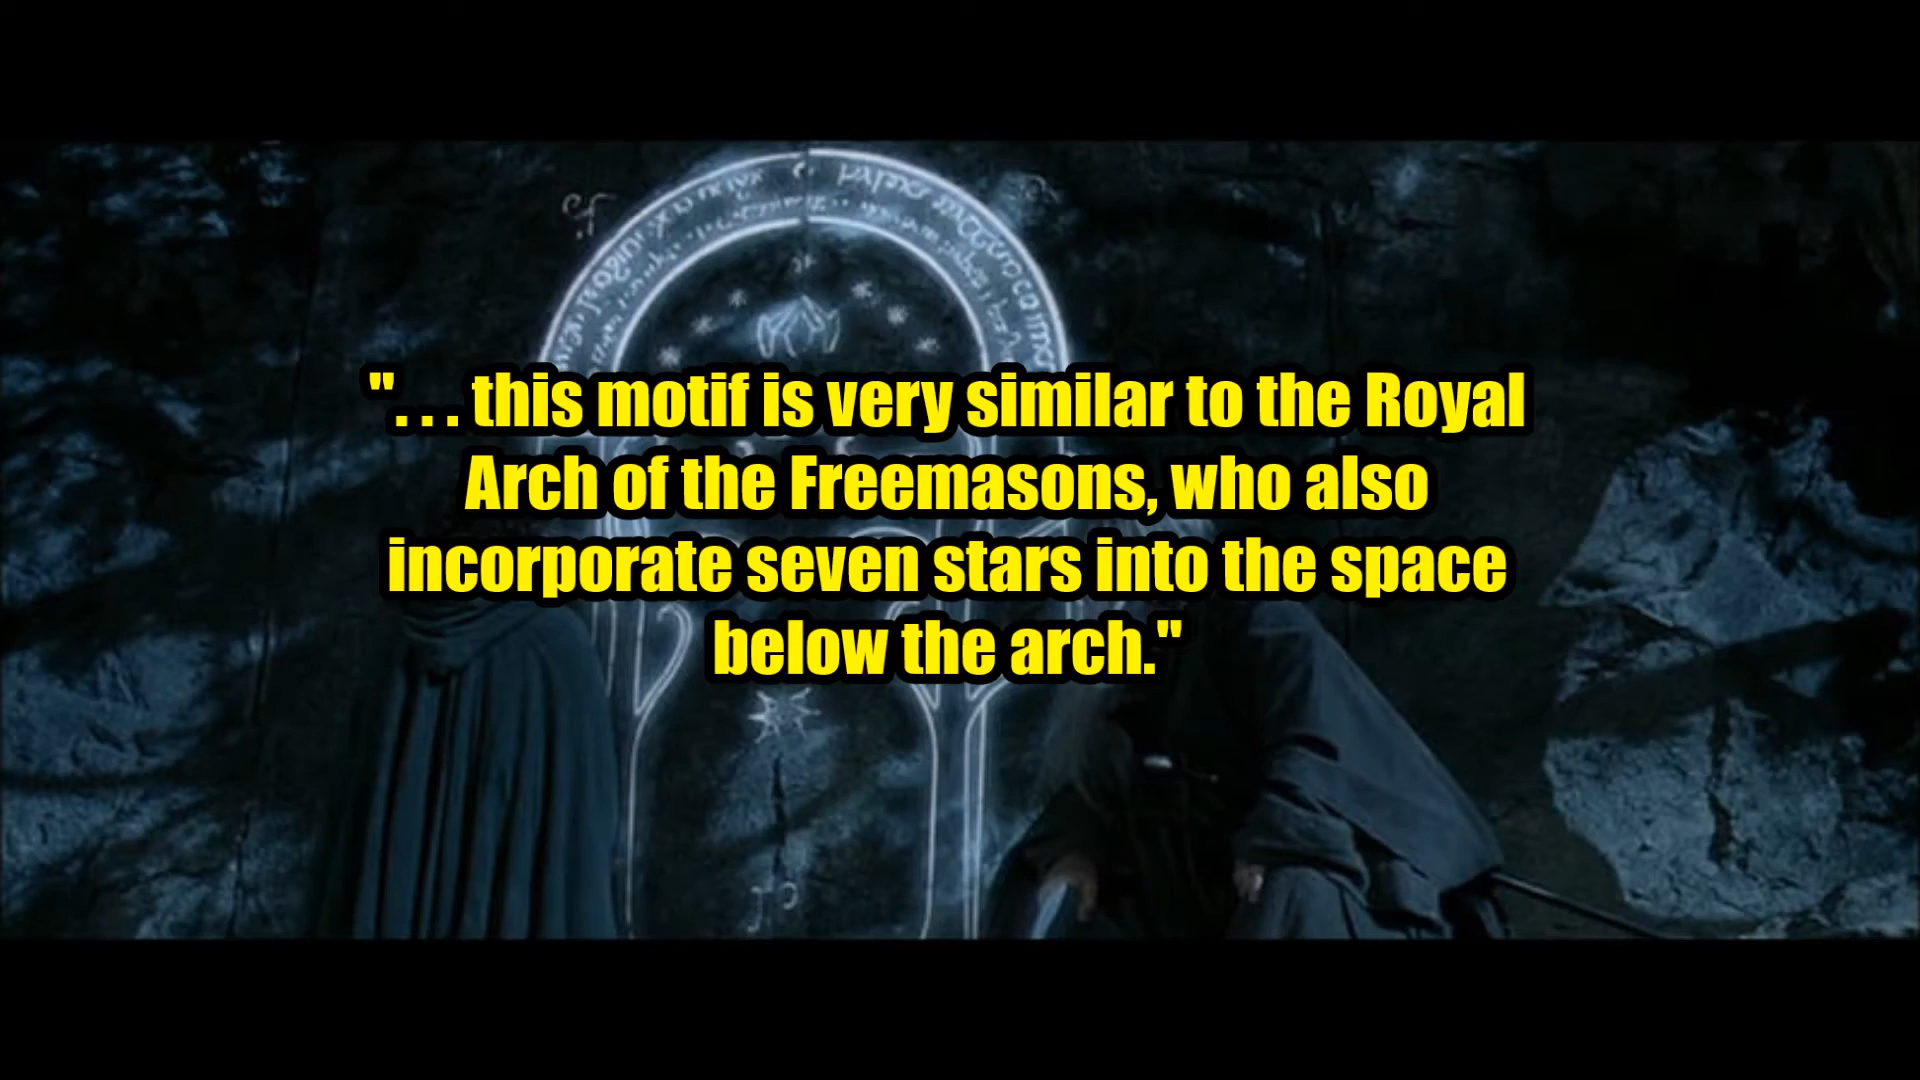 ". . . this motif is very similar to the Royal
Arch of the Freemasons, who also
incorporate seven stars into the space
below the arch."